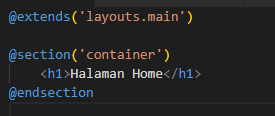 @extends('layouts.main')
@section('container')
<h1>Halaman Home</h1>
@endsection